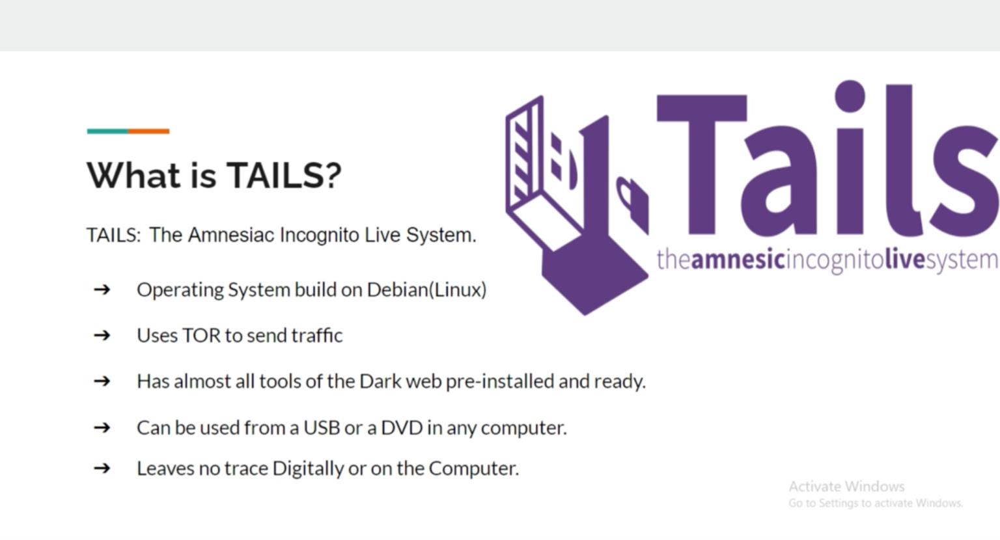 Tails
theamnesicincognitolivesystem
What is TAILS?
TAILS: The Amnesiac Incognito Live System.
➔ Operating System build on Debian(Linux)
➔ Uses TOR to send traffic
➔ Has almost all tools of the Dark web pre-installed and ready.
➔ Can be used from a USB or a DVD in any computer.
➔ Leaves no trace Digitally or on the Computer.
Activate Windows
Go to Settings to activate Windows.